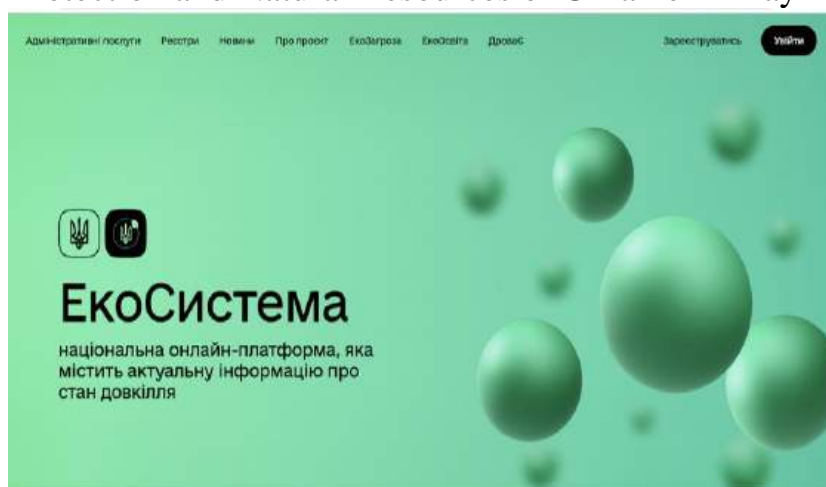 Адміністративні послуги Реєстри Новини Про проєкт ЕкоЗагроза ЕкоОсвіта ДроваЄ Зареєструватись Увійти
ЕкоСистема
національна онлайн-платформа, яка
містить актуальну інформацію про
стан довкілля